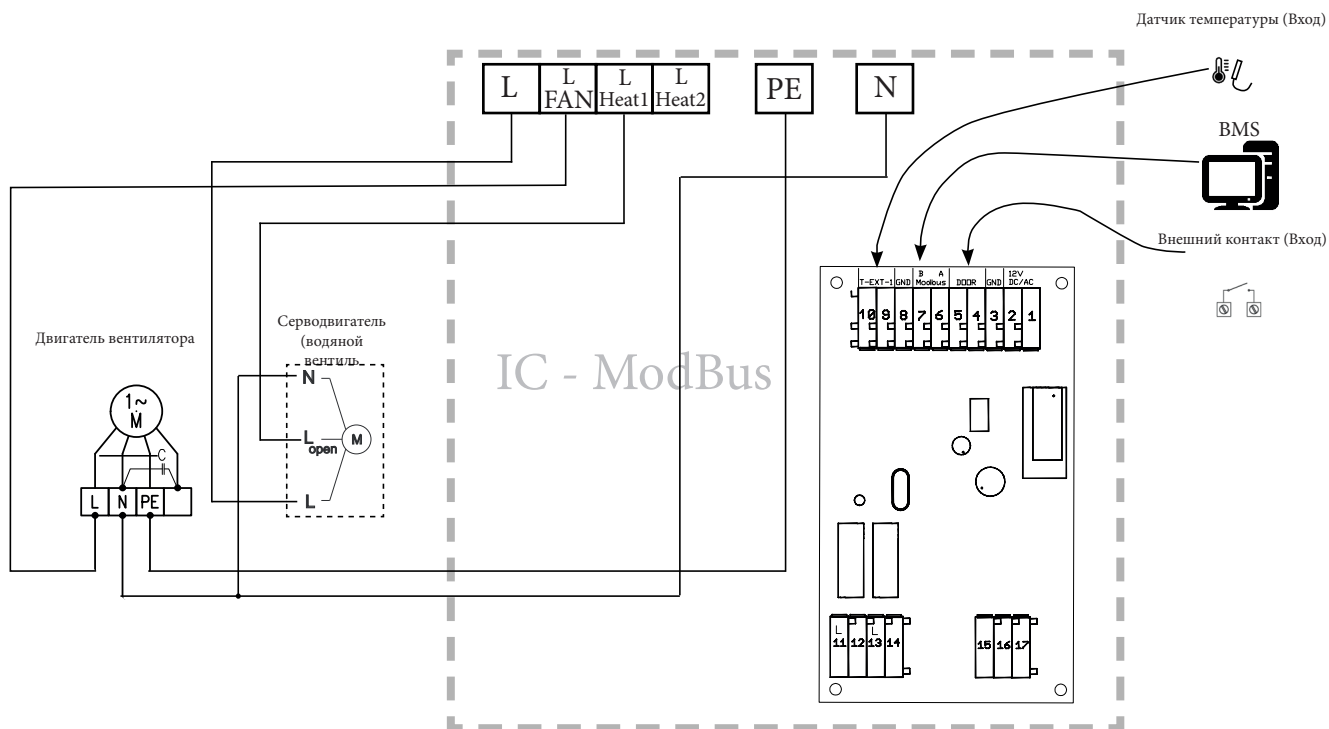 Датчик температуры (Вход)
L
L
FAN
L
Heat1
L
Heat2
PE
N
BMS
Внешний контакт (Вход)
T-EXT-1 GND B A Modbus DOOR GND 12V DC/AC
10 9 8 7 6 5 4 3 2 1
Двигатель вентилятора
Серводвигатель
(водяной
вентиль
IC - ModBus
N
1~
M
L
open
M
C
L N PE
L
L L
11 12 13 14
15 16 17